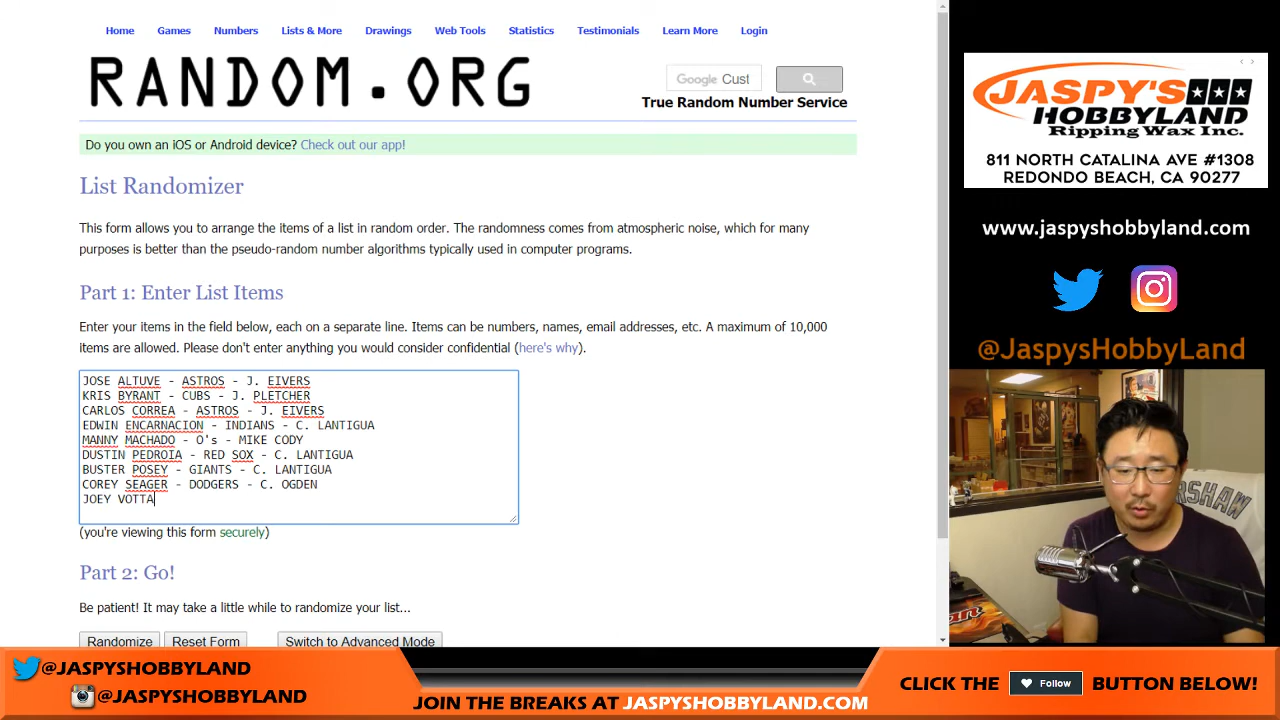 Home Games Numbers Lists & More Drawings Web Tools Statistics Testimonials Learn More Login
RANDOM.ORG
Google Cust
True Random Number Service
Do you own an iOS or Android device? Check out our app!
List Randomizer
This form allows you to arrange the items of a list in random order. The randomness comes from atmospheric noise, which for many
purposes is better than the pseudo-random number algorithms typically used in computer programs.
Part 1: Enter List Items
Enter your items in the field below, each on a separate line. Items can be numbers, names, email addresses, etc. A maximum of 10,000
items are allowed. Please don't enter anything you would consider confidential (here's why).
JOSE ALTUVE - ASTROS - J. EIVERS
KRIS BYRANT - CUBS - J. PLETCHER
CARLOS CORREA - ASTROS - J. EIVERS
EDWIN ENCARNACION - INDIANS - C. LANTIGUA
MANNY MACHADO - O's - MIKE CODY
DUSTIN PEDROIA - RED SOX - C. LANTIGUA
BUSTER POSEY - GIANTS - C. LANTIGUA
COREY SEAGER - DODGERS - C. OGDEN
JOEY VOTTA
(you're viewing this form securely)
Part 2: Go!
Be patient! It may take a little while to randomize your list...
Randomize Reset Form Switch to Advanced Mode
JASPY'S
HOBBYLAND
Ripping Wax Inc.
811 NORTH CATALINA AVE #1308
REDONDO BEACH, CA 90277
www.jaspyshobbyland.com
@JaspysHobbyLand
@JASPYSHOBBYLAND
@JASPYSHOBBYLAND
JOIN THE BREAKS AT JASPYSHOBBYLAND.COM
CLICK THE Follow BUTTON BELOW!